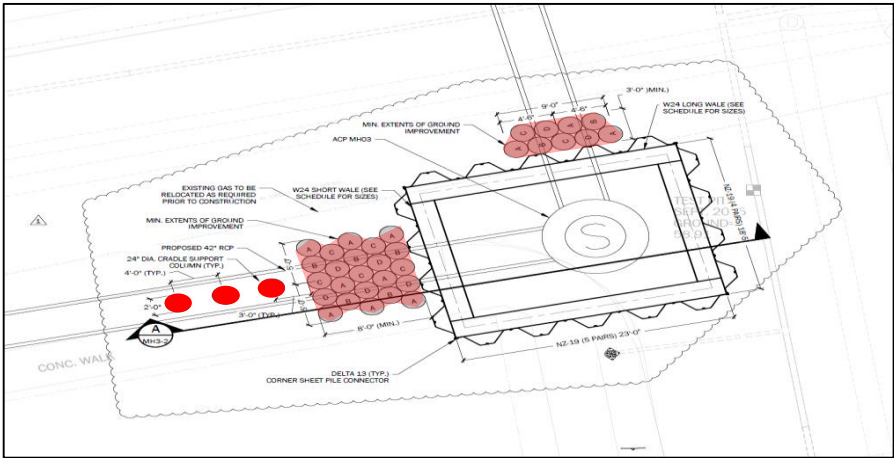 3'-0" (MIN.)
9'-0"
4'-6"
4'-6"
W24 LONG WALE (SEE
SCHEDULE FOR SIZES)
MIN. EXTENTS OF GROUND
IMPROVEMENT
C D A B
A B C D A
ACP MH03
EXISTING GAS TO BE
RELOCATED AS REQUIRED
PRIOR TO CONSTRUCTION
W24 SHORT WALE (SEE
SCHEDULE FOR SIZES)
NZ-19 (4 PAIRS) 18'-5"
TEST PIT
S
MIN. EXTENTS OF GROUND
IMPROVEMENT
PROPOSED 42" RCP
24" DIA. CRADLE SUPPORT
COLUMN (TYP.)
4'-0" (TYP.)
2'-0"
3'-0" (TYP.)
A
MH3-2
8'-0" (MIN.)
NZ-19 (5 PAIRS) 23'-0"
CONC. WALK
DELTA 13 (TYP.)
CORNER SHEET PILE CONNECTOR